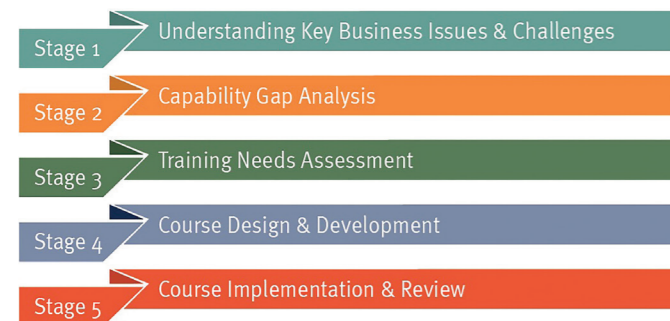 Stage 1
Understanding Key Business Issues & Challenges
Stage 2
Capability Gap Analysis
Stage 3
Training Needs Assessment
Stage 4
Course Design & Development
Stage 5
Course Implementation & Review